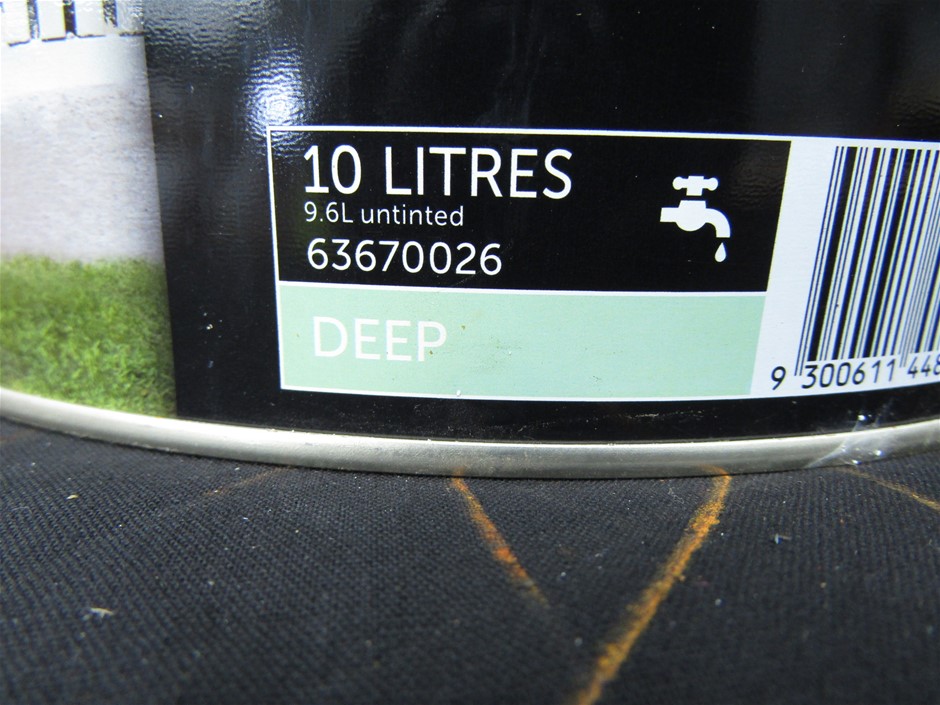 10 LITRES
9.6L untinted
63670026
DEEP
9 300611 448